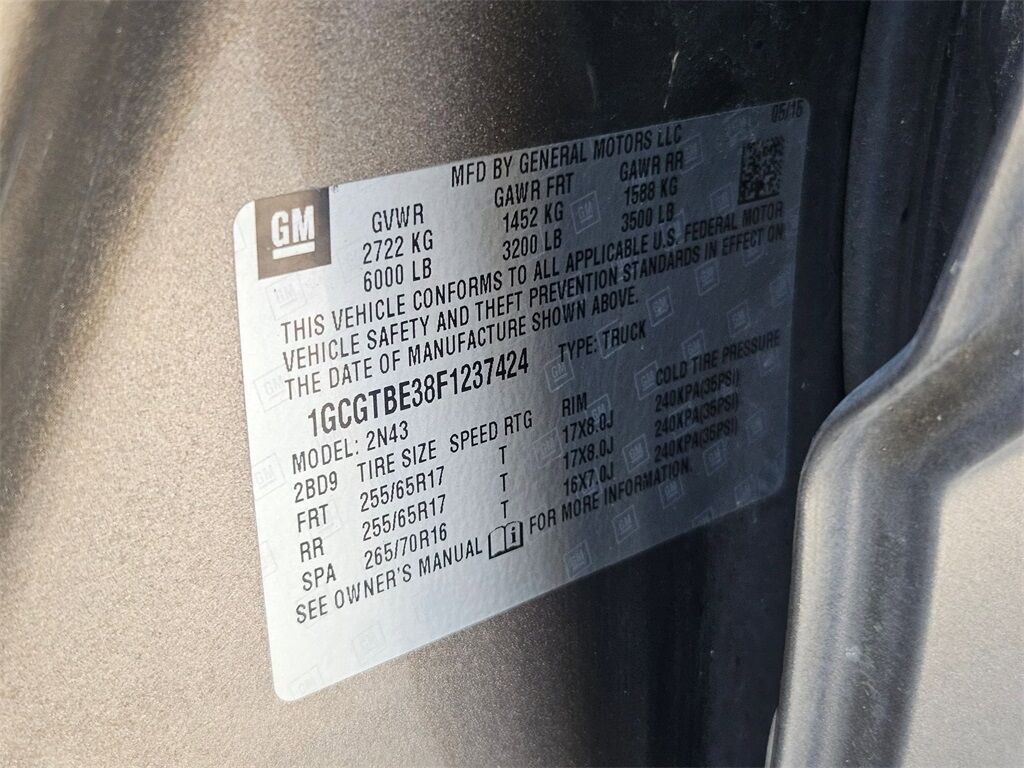 05/15
MFD BY GENERAL MOTORS LLC
GM
GVWR GAWR FRT GAWR RR
2722 KG 1452 KG 1588 KG
6000 LB 3200 LB 3500 LB
THIS VEHICLE CONFORMS TO ALL APPLICABLE U.S. FEDERAL MOTOR
VEHICLE SAFETY AND THEFT PREVENTION STANDARDS IN EFFECT ON
THE DATE OF MANUFACTURE SHOWN ABOVE.
1GCGTBE38F1237424 TYPE: TRUCK
MODEL: 2N43
2BD9 TIRE SIZE SPEED RTG RIM COLD TIRE PRESSURE
FRT 255/65R17 T 17X8.0J 240KPA(35PSI)
RR 255/65R17 T 17X8.0J 240KPA(35PSI)
SPA 265/70R16 T 16X7.0J 240KPA(35PSI)
SEE OWNER'S MANUAL FOR MORE INFORMATION.